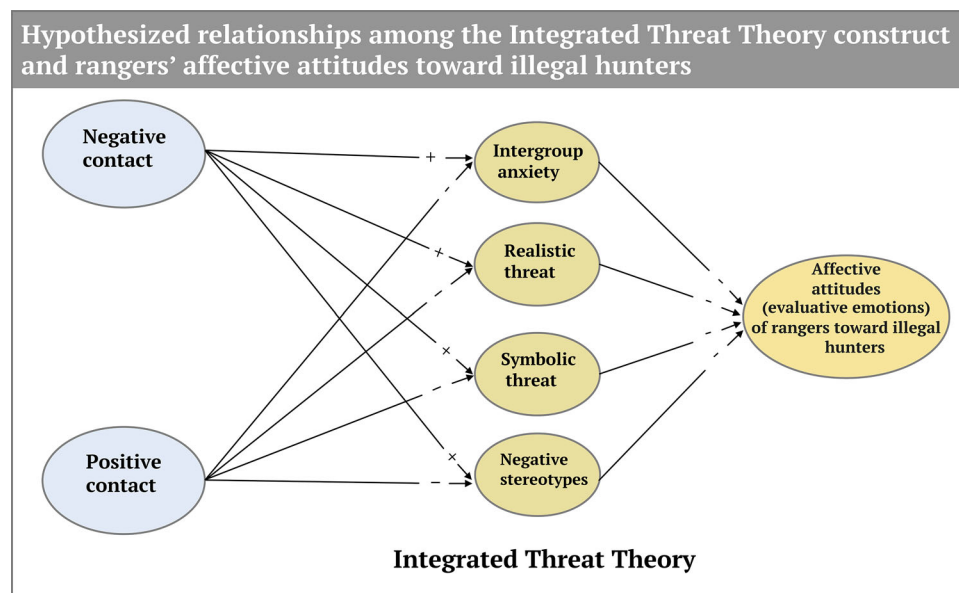 Hypothesized relationships among the Integrated Threat Theory construct
and rangers’ affective attitudes toward illegal hunters
Negative
contact
Positive
contact
+
+
+
+
-
-
-
-
Intergroup
anxiety
Realistic
threat
Symbolic
threat
Negative
stereotypes
-
-
-
-
Affective
attitudes
(evaluative emotions)
of rangers toward illegal
hunters
Integrated Threat Theory